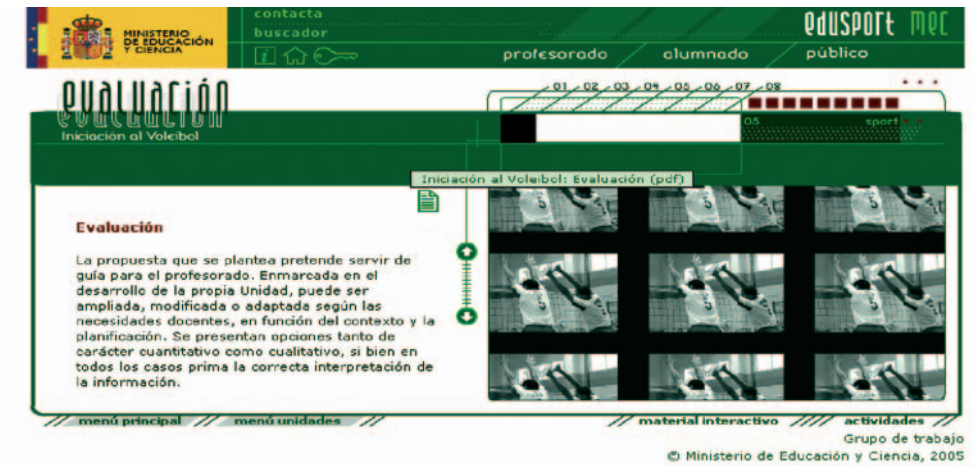 contacta
buscador
MINISTERIO
DE EDUCACIÓN
Y CIENCIA
edusport mec
profesorado
alumnado
público
evaluación
Iniciación al Voleibol
01 02 03 04 05 06 07 08
05
sport
Iniciación al Voleibol: Evaluación (pdf)
Evaluación
La propuesta que se plantea pretende servir de
guía para el profesorado. Enmarcada en el
desarrollo de la propia Unidad, puede ser
ampliada, modificada o adaptada según las
necesidades docentes, en función del contexto y la
planificación. Se presentan opciones tanto de
carácter cuantitativo como cualitativo, si bien en
todos los casos prima la correcta interpretación de
la información.
menú principal // menú unidades //
// material interactivo //// actividades //
Grupo de trabajo
© Ministerio de Educación y Ciencia, 2005